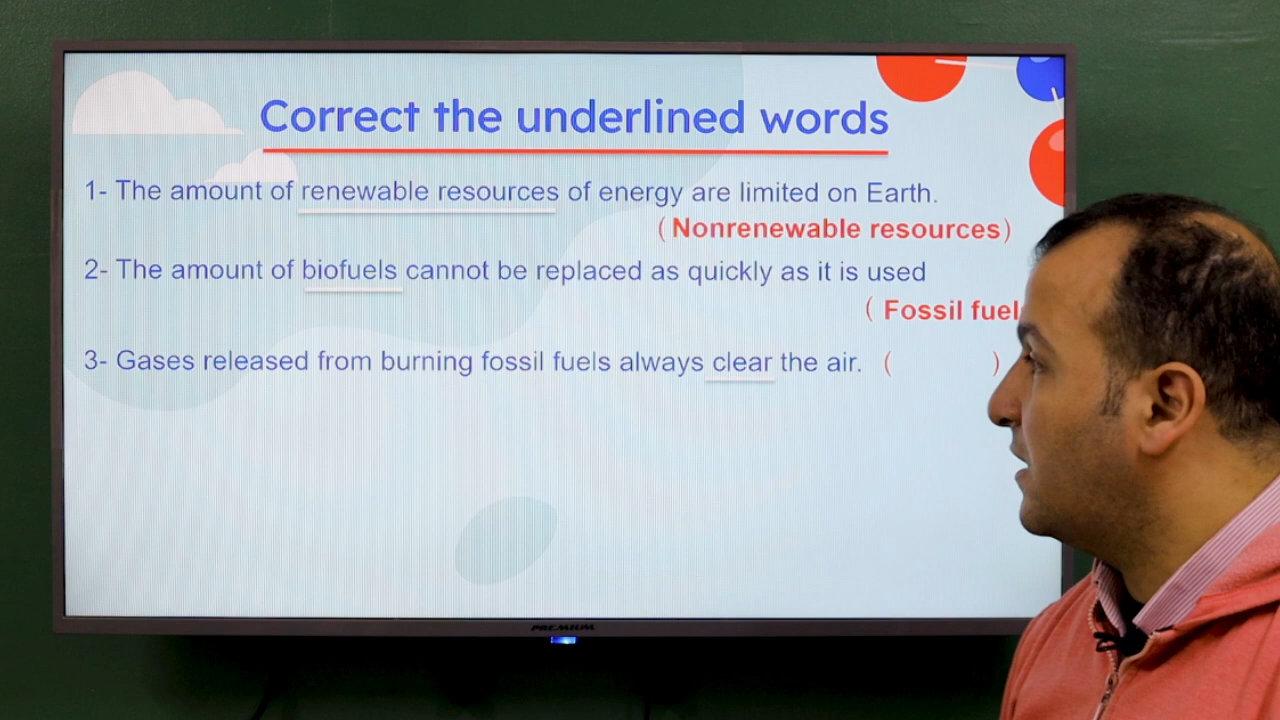 Correct the underlined words
1- The amount of renewable resources of energy are limited on Earth.
(Nonrenewable resources)
2- The amount of biofuels cannot be replaced as quickly as it is used
( Fossil fuel
3- Gases released from burning fossil fuels always clear the air. ( )
PREMIUM